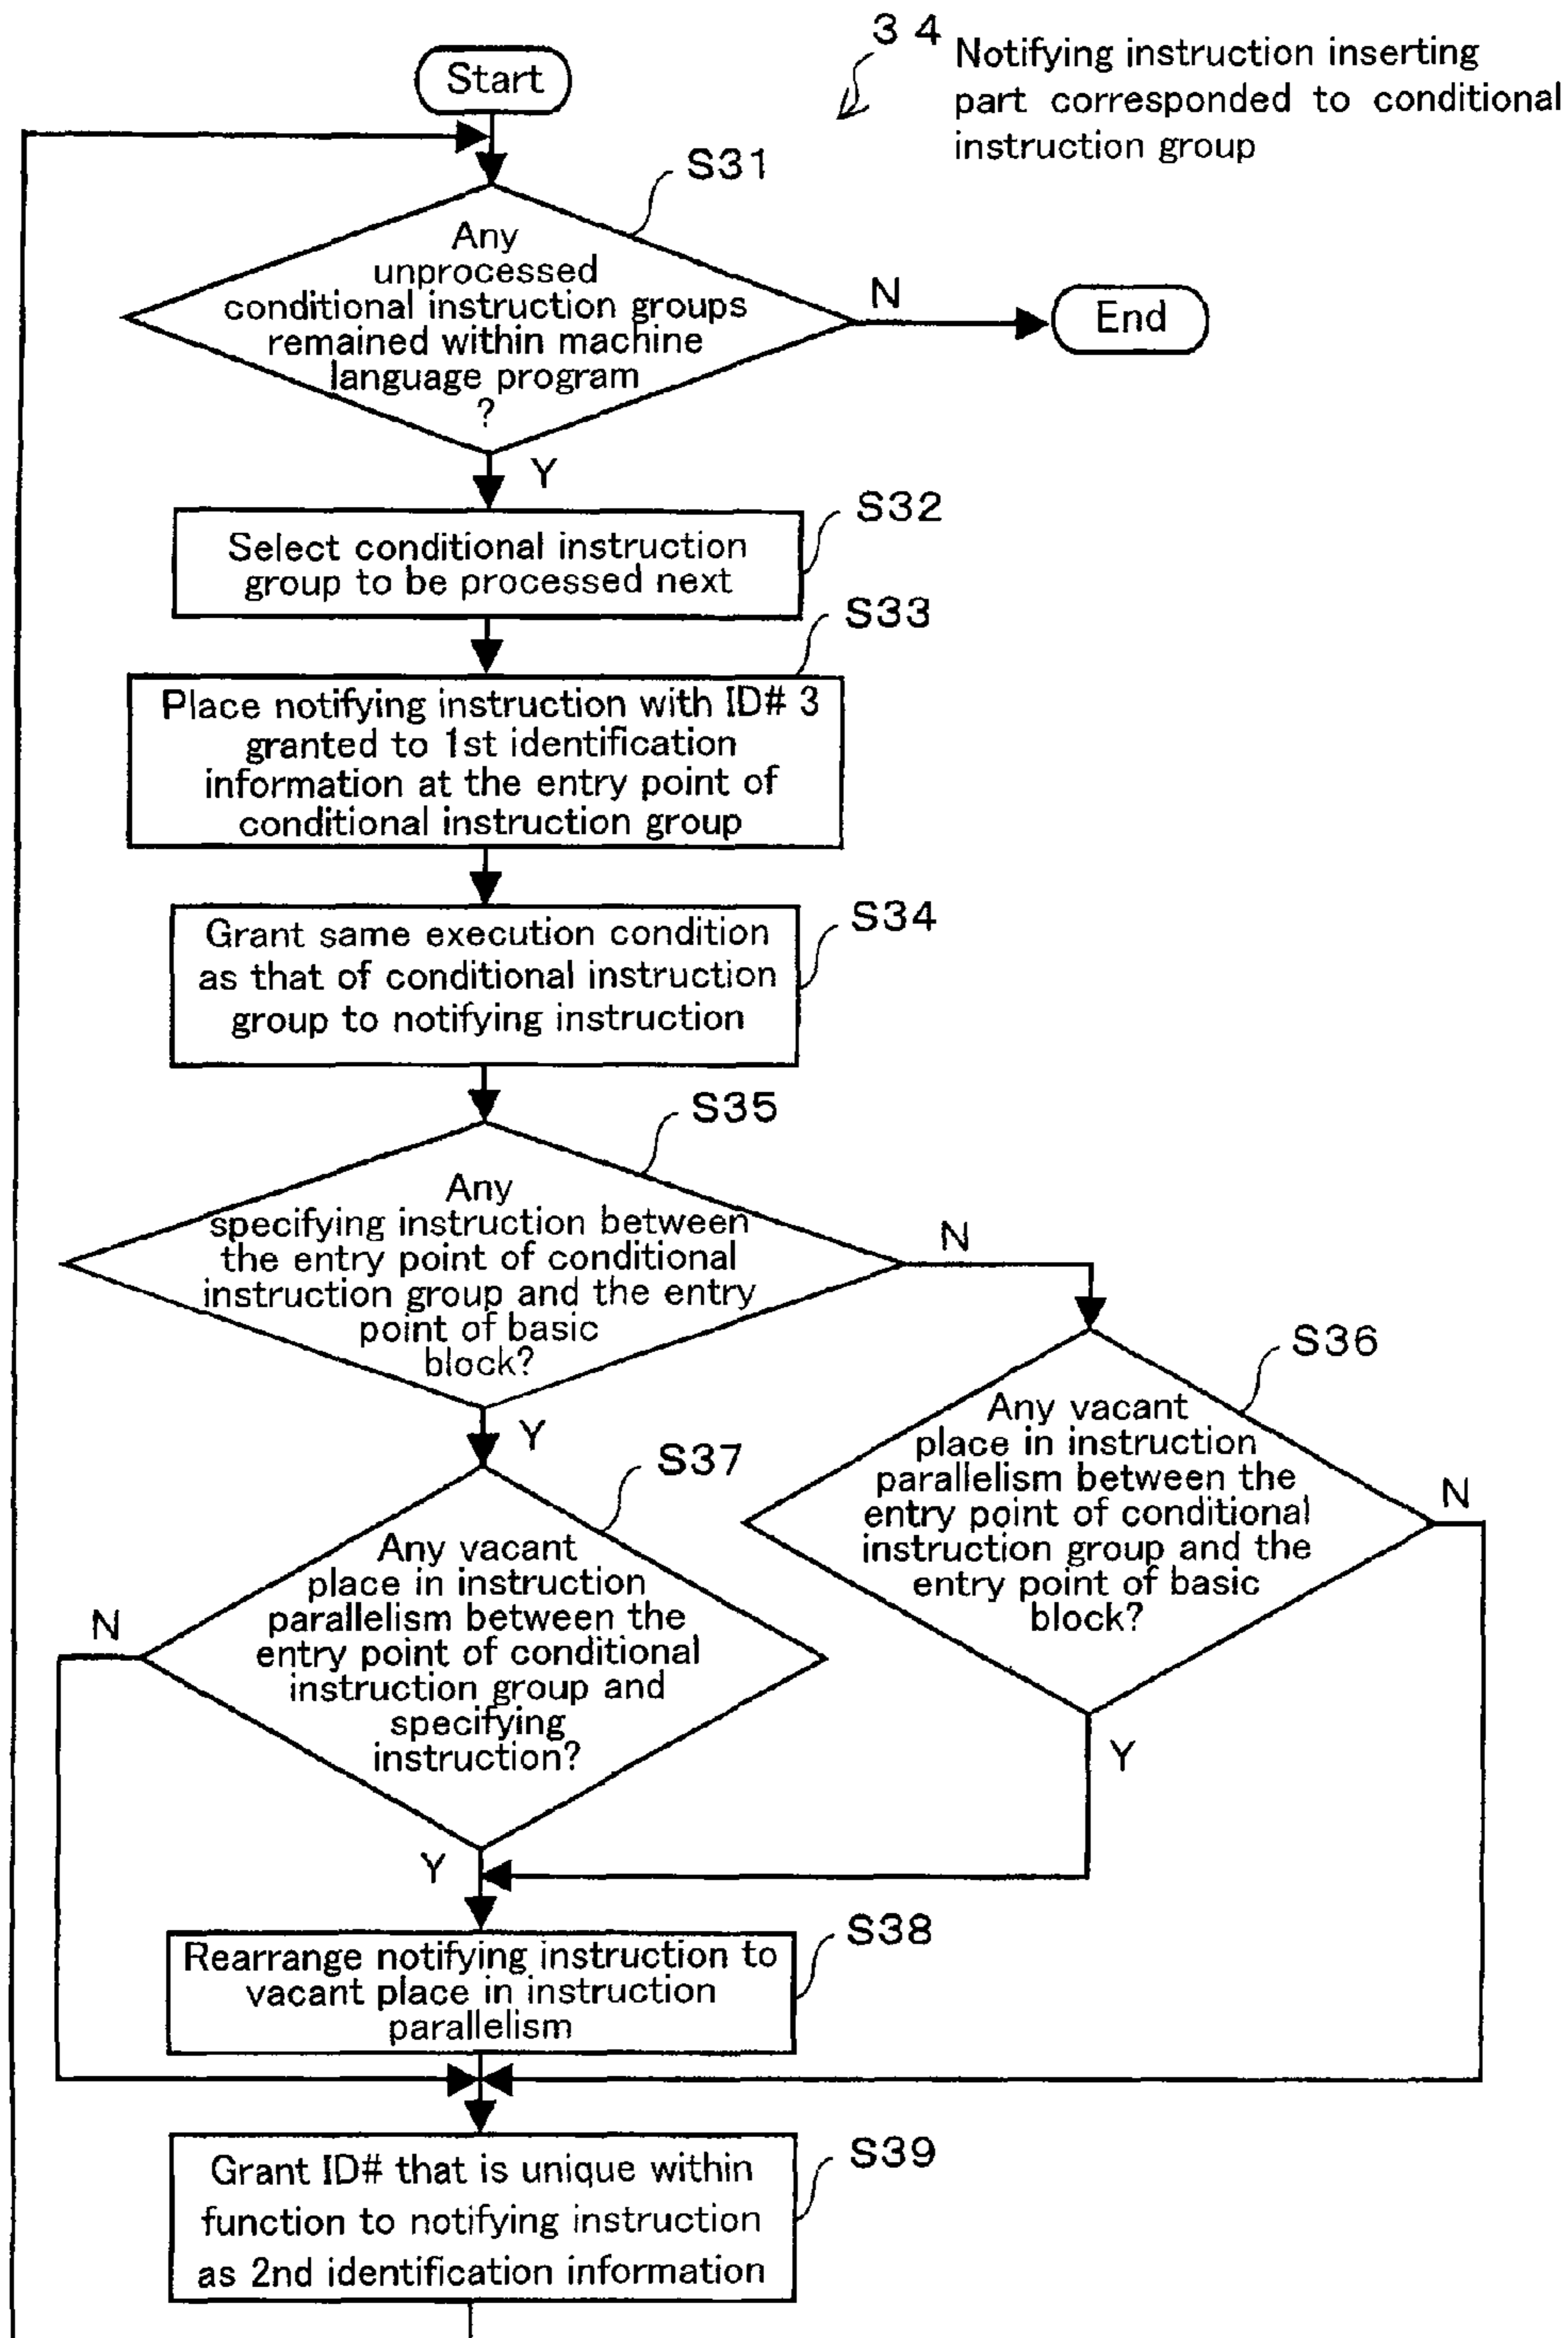 Start
3 4
Notifying instruction inserting
part corresponded to conditional
instruction group
S31
Any
unprocessed
conditional instruction groups
remained within machine
language program
?
N
End
Y
S32
Select conditional instruction
group to be processed next
S33
Place notifying instruction with ID# 3
granted to 1st identification
information at the entry point of
conditional instruction group
S34
Grant same execution condition
as that of conditional instruction
group to notifying instruction
S35
Any
specifying instruction between
the entry point of conditional
instruction group and the entry
point of basic
block?
N
Y
S36
Any vacant
place in instruction
parallelism between the
entry point of conditional
instruction group and the
entry point of basic
block?
N
Y
S37
Any vacant
place in instruction
parallelism between the
entry point of conditional
instruction group and
specifying
instruction?
N
Y
S38
Rearrange notifying instruction to
vacant place in instruction
parallelism
S39
Grant ID# that is unique within
function to notifying instruction
as 2nd identification information